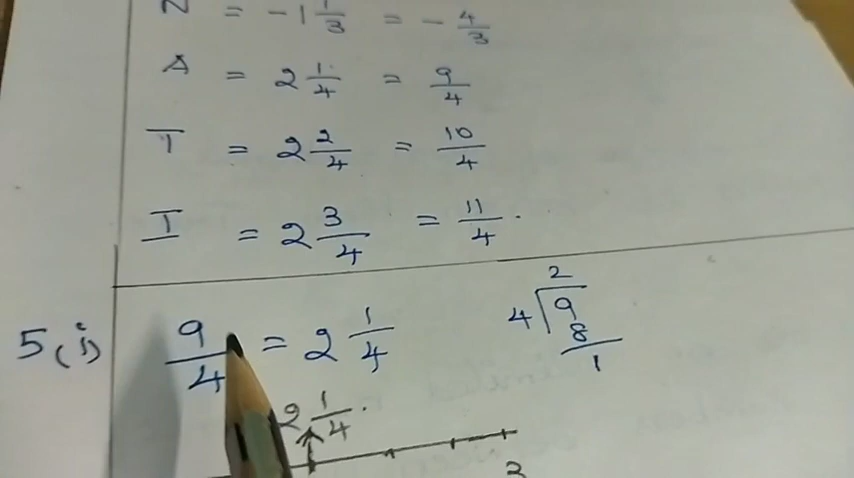 N = -1 1/3 = - 4/3
A = 2 1/4 = 9/4
T = 2 2/4 = 10/4
I = 2 3/4 = 11/4.
5(i) 9/4 = 2 1/4
2
4 9
8
1
2 1/4.
3